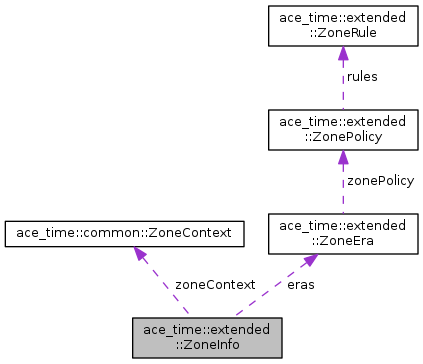 ace_time::extended
::ZoneRule
rules
ace_time::extended
::ZonePolicy
zonePolicy
ace_time::common::ZoneContext
ace_time::extended
::ZoneEra
zoneContext
eras
ace_time::extended
::ZoneInfo